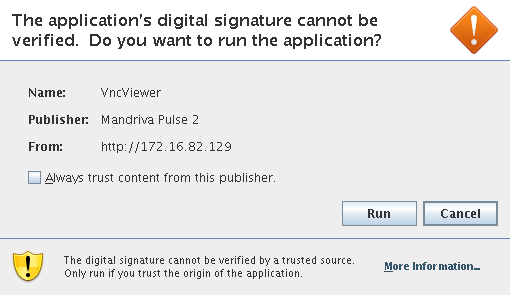 The application's digital signature cannot be
verified. Do you want to run the application?
Name: VncViewer
Publisher: Mandriva Pulse 2
From: http://172.16.82.129
Always trust content from this publisher.
Run Cancel
The digital signature cannot be verified by a trusted source.
Only run if you trust the origin of the application.
More Information...